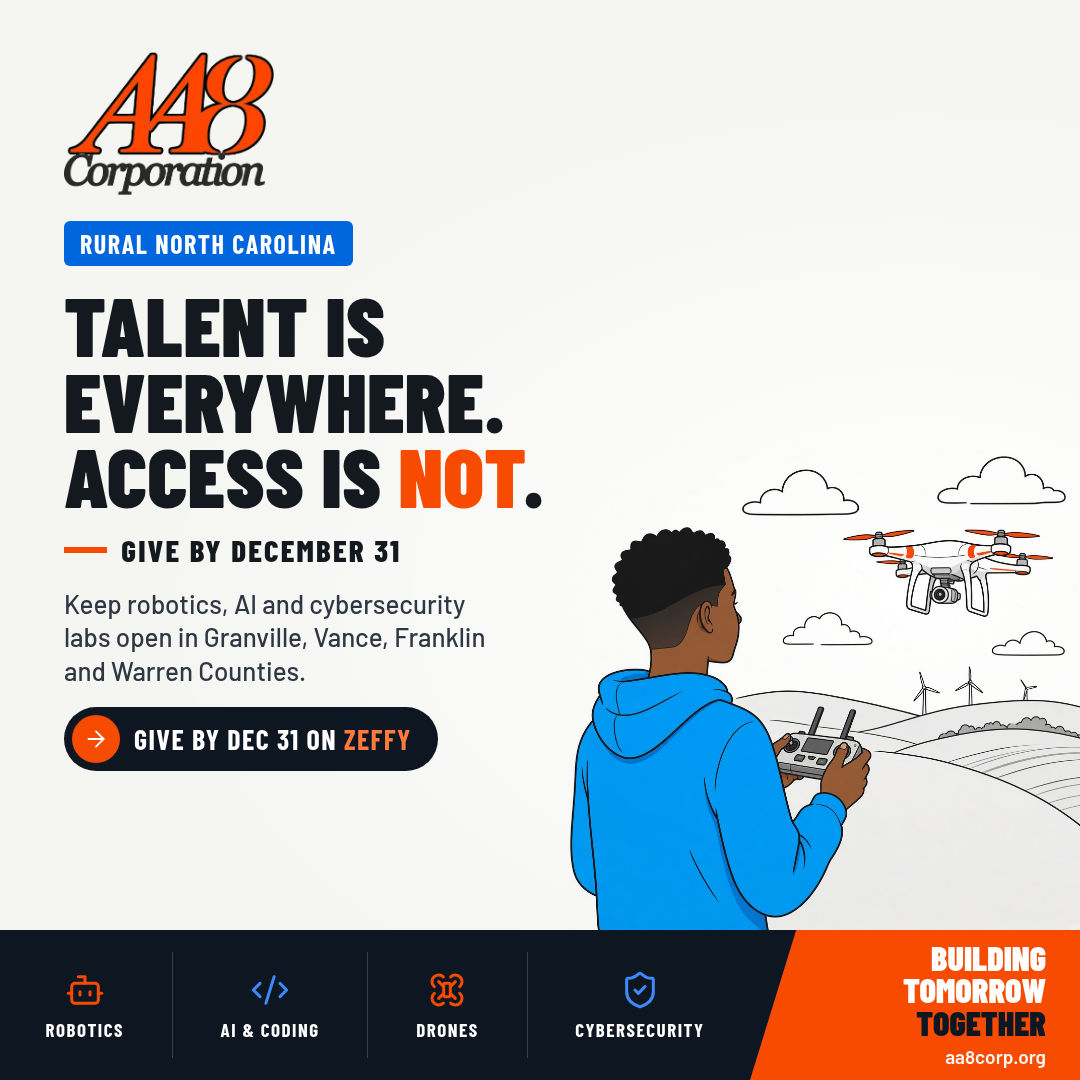 AA8
Corporation
RURAL NORTH CAROLINA
TALENT IS
EVERYWHERE.
ACCESS IS NOT.
GIVE BY DECEMBER 31
Keep robotics, AI and cybersecurity
labs open in Granville, Vance, Franklin
and Warren Counties.
GIVE BY DEC 31 ON ZEFFY
ROBOTICS
AI & CODING
DRONES
CYBERSECURITY
BUILDING
TOMORROW
TOGETHER
aa8corp.org